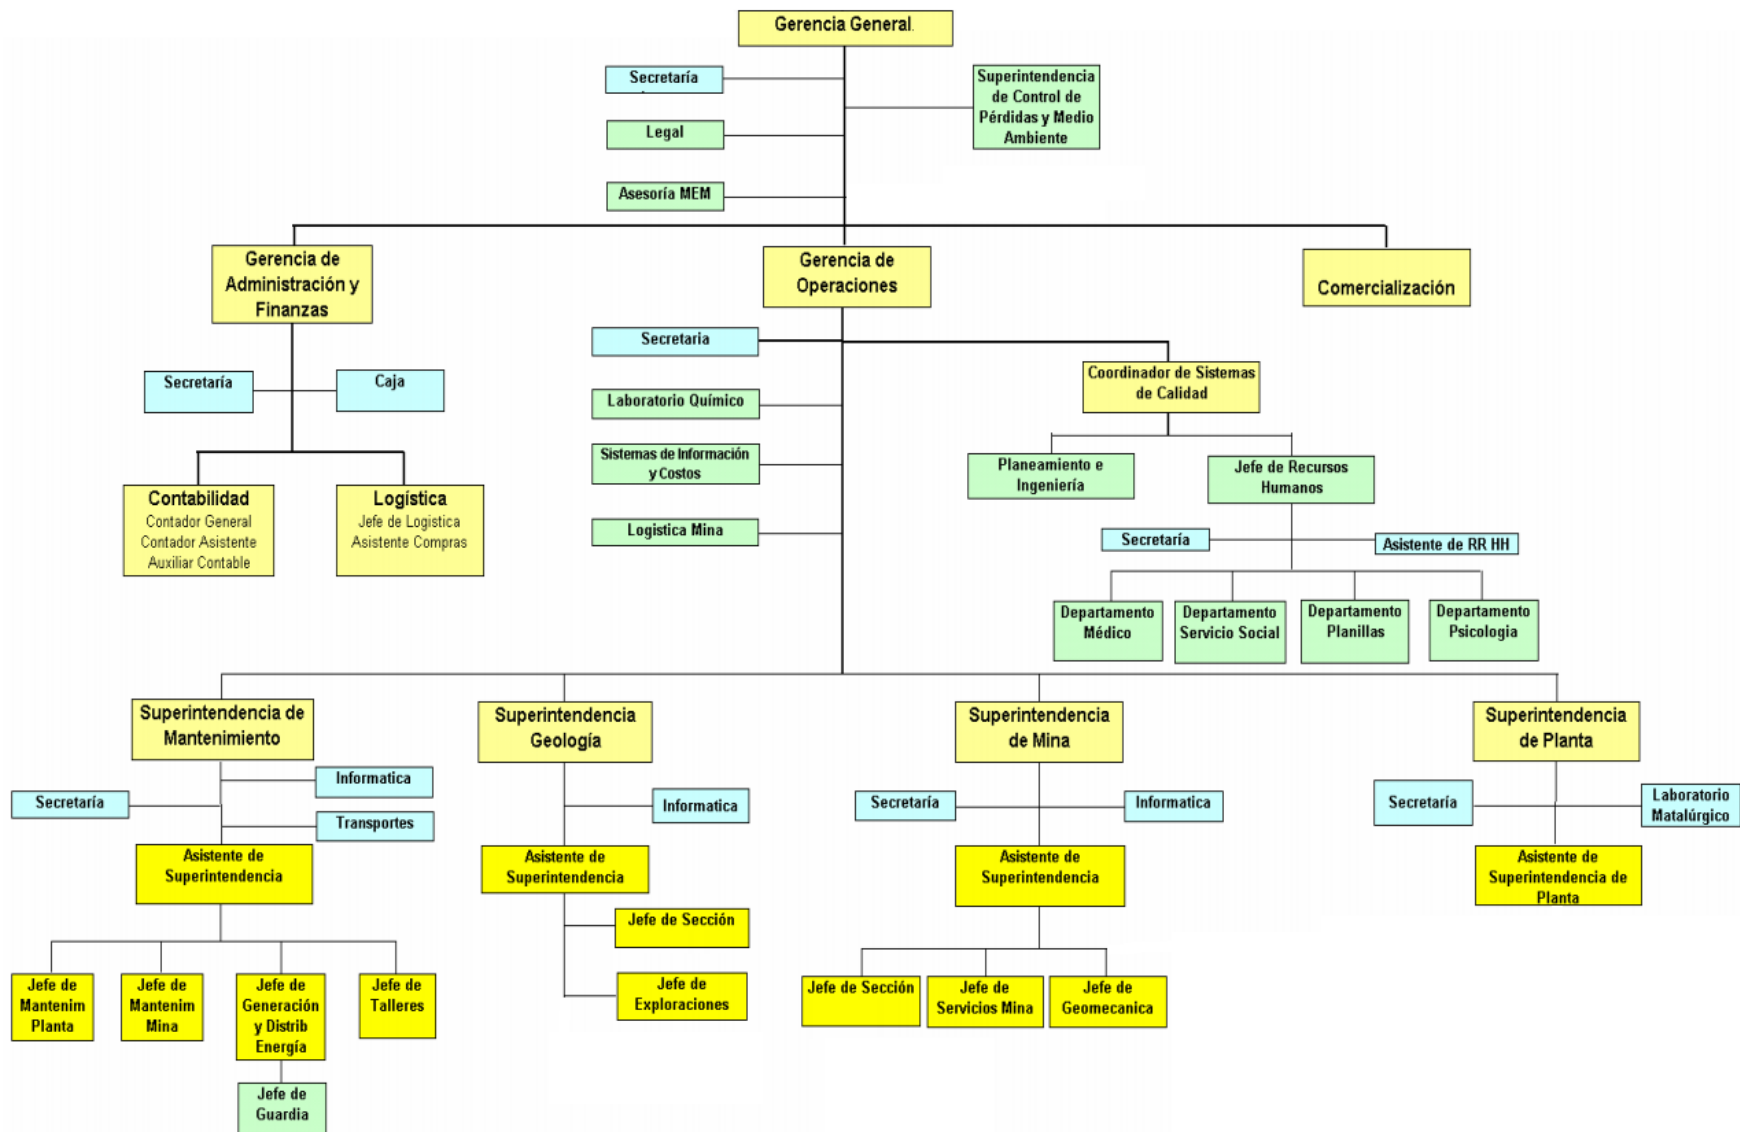 Gerencia General.
Secretaría
Superintendencia
de Control de
Pérdidas y Medio
Ambiente
Legal
Asesoría MEM
Gerencia de
Administración y
Finanzas
Gerencia de
Operaciones
Comercialización
Secretaria
Coordinador de Sistemas
de Calidad
Secretaría
Caja
Laboratorio Químico
Sistemas de Información
y Costos
Planeamiento e
Ingeniería
Jefe de Recursos
Humanos
Contabilidad
Contador General
Contador Asistente
Auxiliar Contable
Logística
Jefe de Logistica
Asistente Compras
Logistica Mina
Secretaría
Asistente de RR HH
Departamento
Médico
Departamento
Servicio Social
Departamento
Planillas
Departamento
Psicologia
Superintendencia de
Mantenimiento
Superintendencia
Geología
Superintendencia
de Mina
Superintendencia
de Planta
Informatica
Secretaría
Transportes
Informatica
Secretaría
Informatica
Secretaría
Laboratorio
Matalúrgico
Asistente de
Superintendencia
Asistente de
Superintendencia
Asistente de
Superintendencia
Asistente de
Superintendencia de
Planta
Jefe de Sección
Jefe de
Exploraciones
Jefe de
Mantenim
Planta
Jefe de
Mantenim
Mina
Jefe de
Generación
y Distrib
Energía
Jefe de
Talleres
Jefe de Sección
Jefe de
Servicios Mina
Jefe de
Geomecanica
Jefe de
Guardia